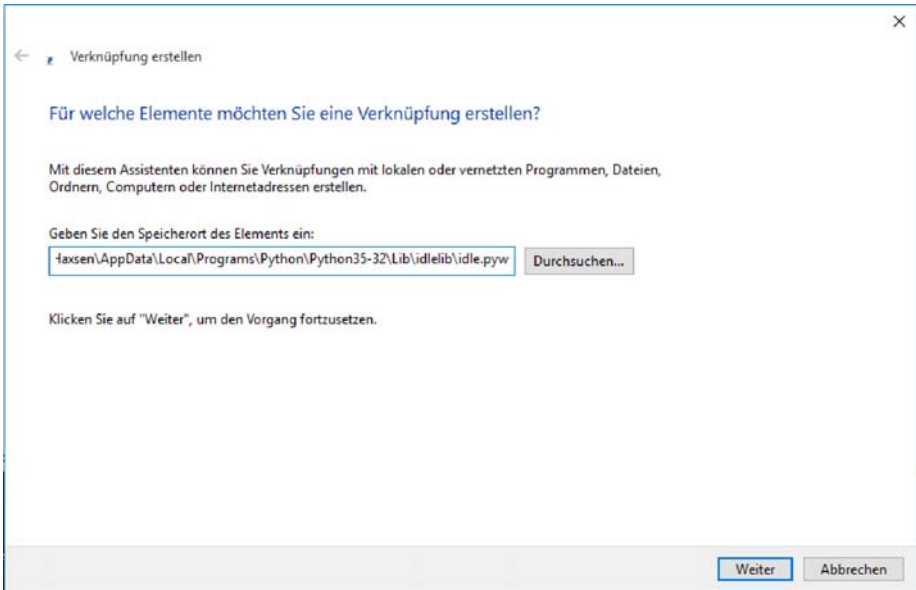 Verknüpfung erstellen
Für welche Elemente möchten Sie eine Verknüpfung erstellen?
Mit diesem Assistenten können Sie Verknüpfungen mit lokalen oder vernetzten Programmen, Dateien,
Ordnern, Computern oder Internetadressen erstellen.
Geben Sie den Speicherort des Elements ein:
Haxsen\AppData\Local\Programs\Python\Python35-32\Lib\idlelib\idle.pyw Durchsuchen...
Klicken Sie auf "Weiter", um den Vorgang fortzusetzen.
Weiter Abbrechen